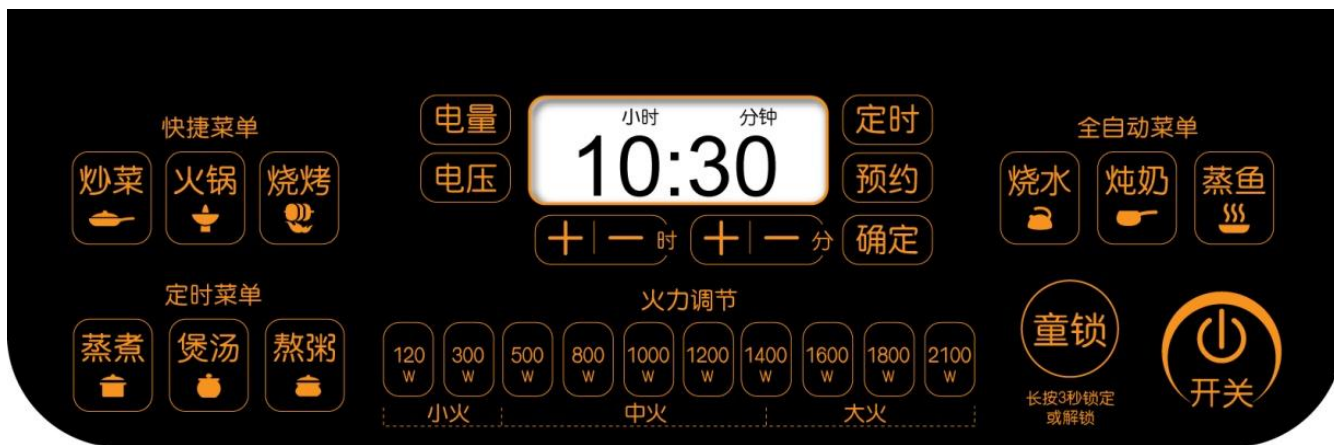 快捷菜单
炒菜
火锅
烧烤
定时菜单
蒸煮
煲汤
熬粥
电量
电压
小时 分钟
10:30
定时
预约
+ - 时
+ - 分
确定
火力调节
120 W
300 W
500 W
800 W
1000 W
1200 W
1400 W
1600 W
1800 W
2100 W
小火
中火
大火
全自动菜单
烧水
炖奶
蒸鱼
童锁
长按3秒锁定
或解锁
开关